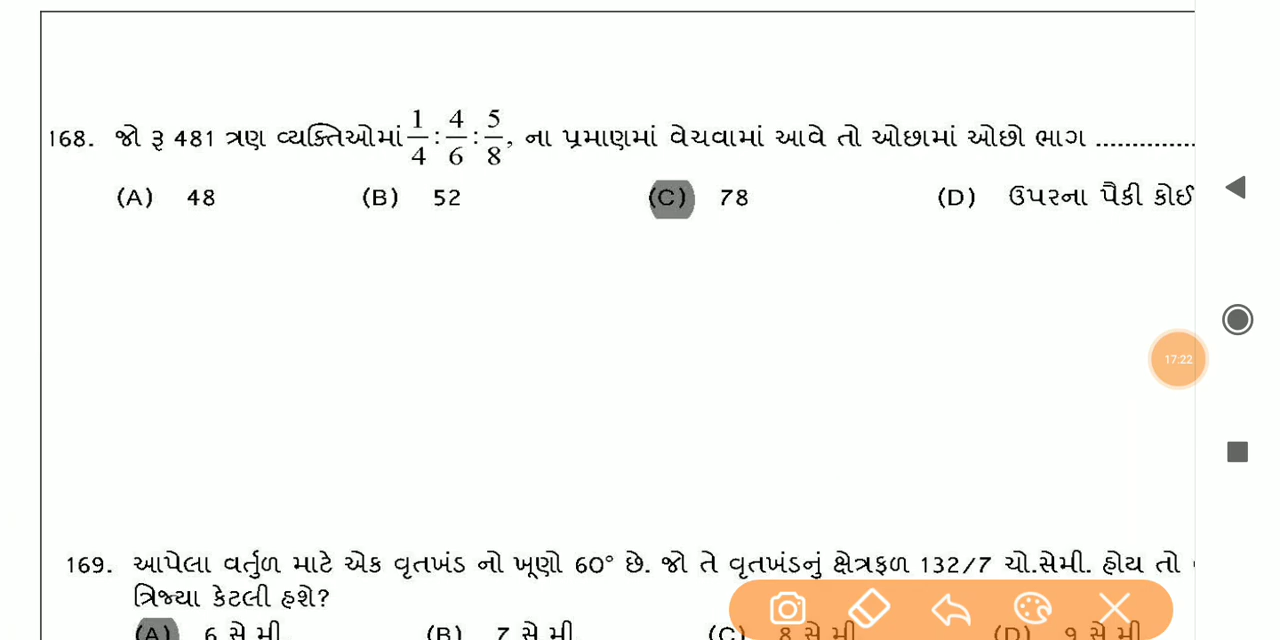 168. જો રૂ 481 ત્રણ વ્યક્તિઓમાં 1/4 : 4/6 : 5/8, ના પ્રમાણમાં વેચવામાં આવે તો ઓછામાં ઓછો ભાગ ..............
(A) 48 (B) 52 (C) 78 (D) ઉપરના પૈકી કોઈ
17:22
169. આપેલા વર્તુળ માટે એક વૃતખંડ નો ખૂણો 60° છે. જો તે વૃતખંડનું ક્ષેત્રફળ 132/7 ચો.સેમી. હોય તો
ત્રિજ્યા કેટલી હશે?
(A) 6 સે મી (B) 7 સે મી (C) 8 સે મી (D) 9 સે મી